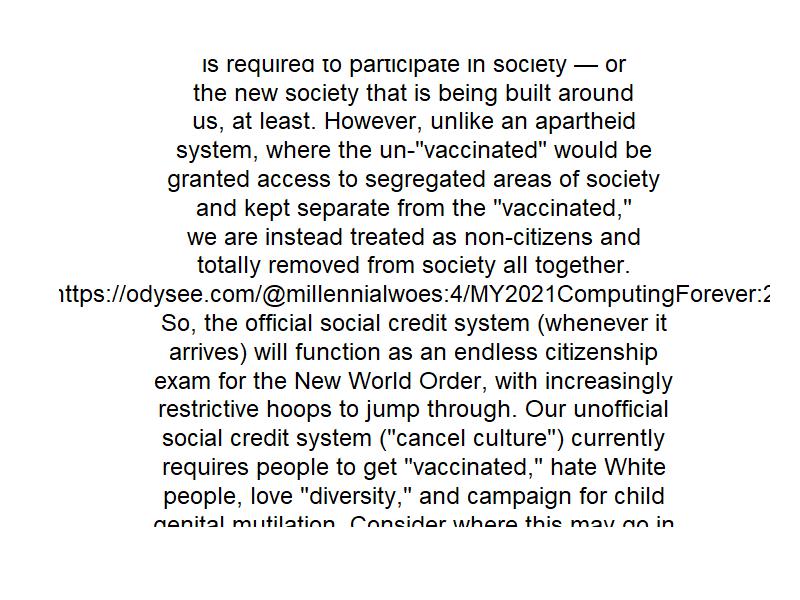 is required to participate in society — or
the new society that is being built around
us, at least. However, unlike an apartheid
system, where the un-"vaccinated" would be
granted access to segregated areas of society
and kept separate from the "vaccinated,"
we are instead treated as non-citizens and
totally removed from society all together.
https://odysee.com/@millennialwoes:4/MY2021ComputingForever:2
So, the official social credit system (whenever it
arrives) will function as an endless citizenship
exam for the New World Order, with increasingly
restrictive hoops to jump through. Our unofficial
social credit system ("cancel culture") currently
requires people to get "vaccinated," hate White
people, love "diversity," and campaign for child
genital mutilation. Consider where this may go in